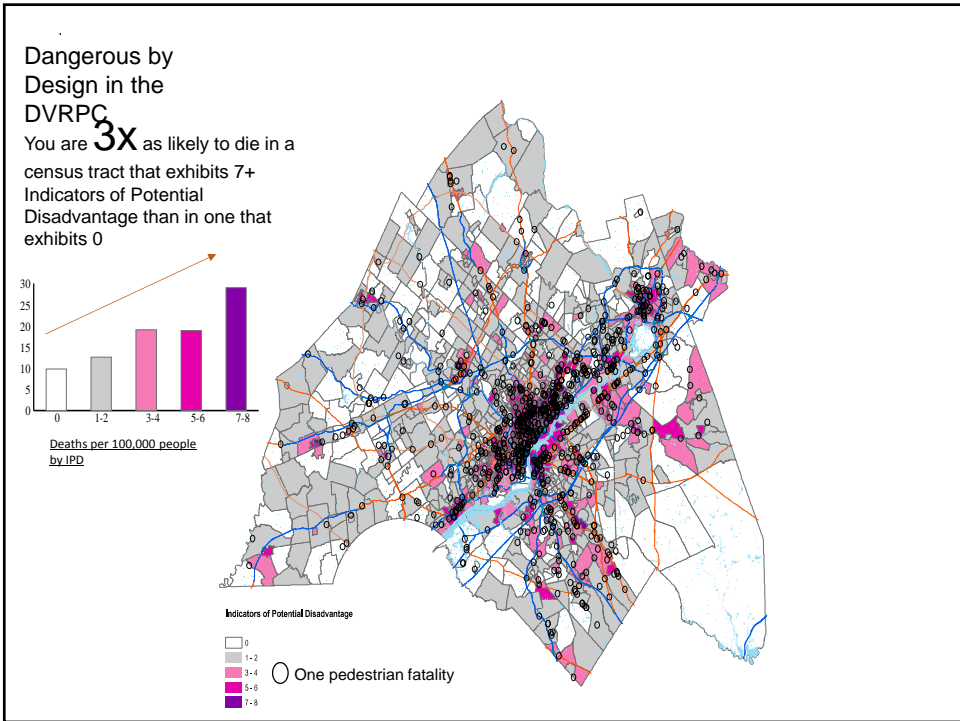 .
Dangerous by
Design in the
DVRPC
You are 3x as likely to die in a
census tract that exhibits 7+
Indicators of Potential
Disadvantage than in one that
exhibits 0
30
25
20
15
10
5
0
0 1-2 3-4 5-6 7-8
Deaths per 100,000 people
by IPD
Indicators of Potential Disadvantage
0
1 - 2
3 - 4
5 - 6
7 - 8
One pedestrian fatality